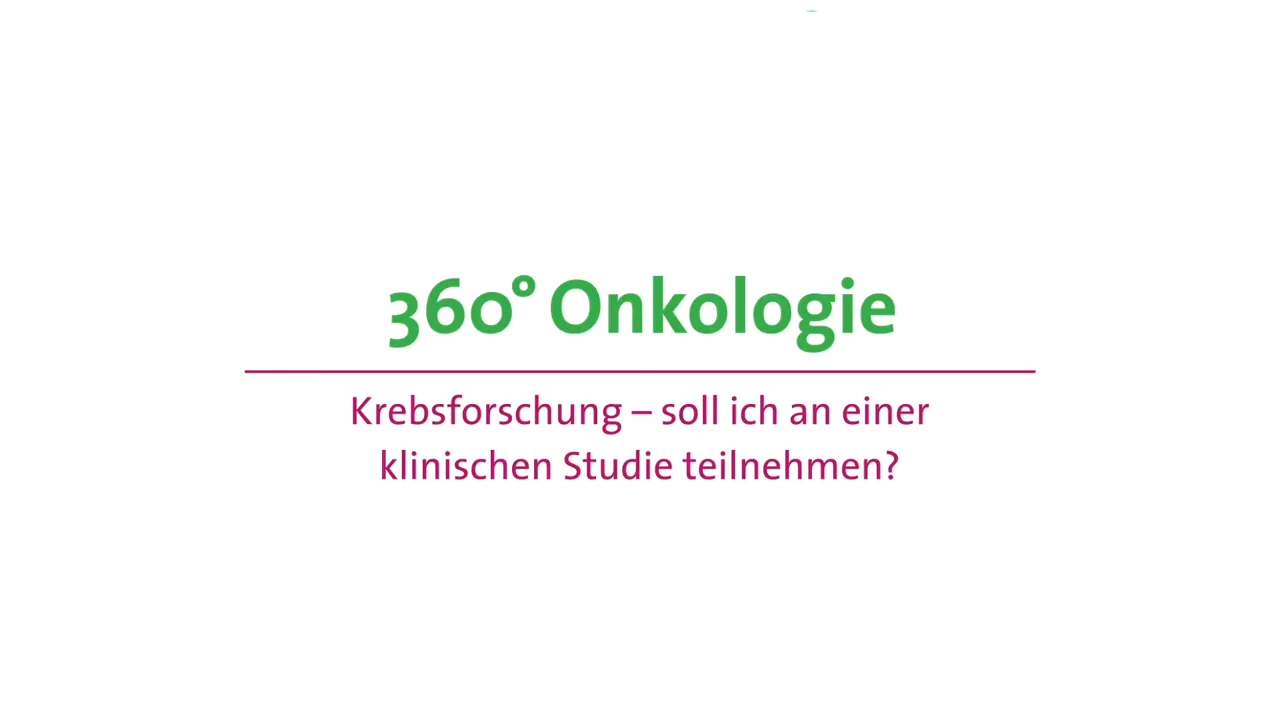 360° Onkologie
Krebsforschung – soll ich an einer
klinischen Studie teilnehmen?